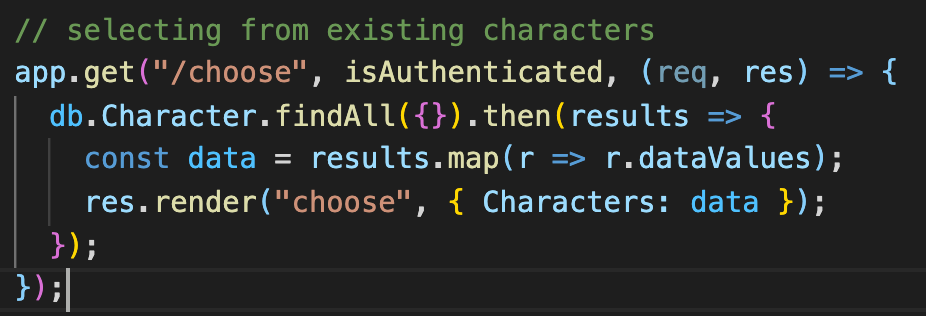 // selecting from existing characters
app.get("/choose", isAuthenticated, (req, res) => {
  db.Character.findAll({}).then(results => {
    const data = results.map(r => r.dataValues);
    res.render("choose", { Characters: data });
  });
});